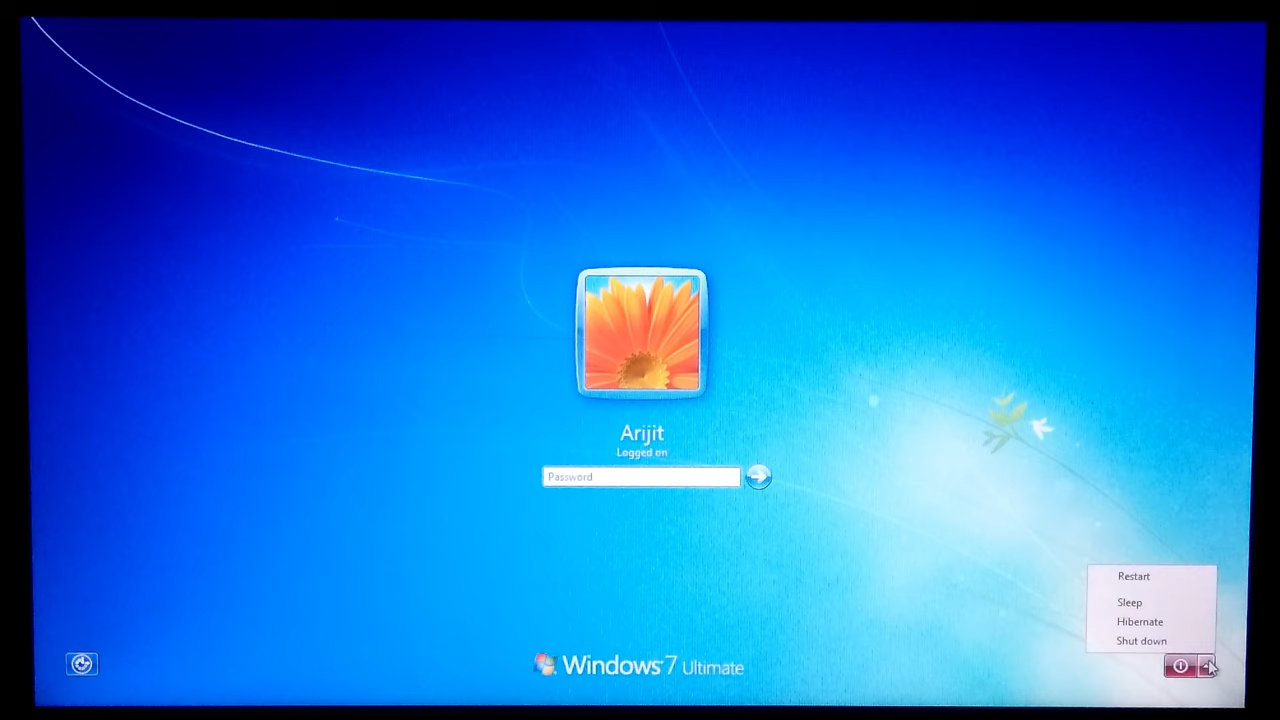 Arijit
Logged on
Password
Restart
Sleep
Hibernate
Shut down
Windows 7 Ultimate